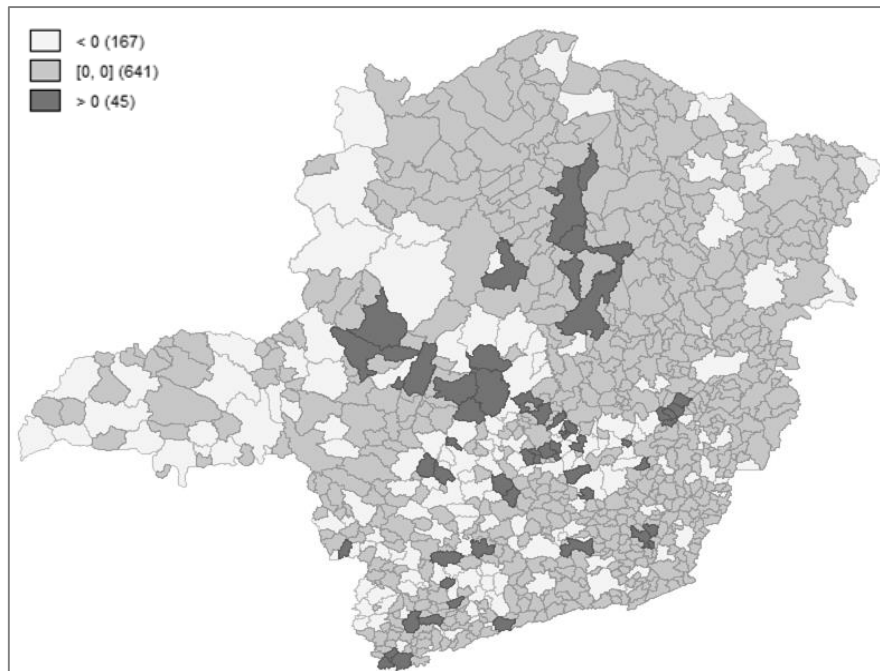 < 0 (167)
[0, 0] (641)
> 0 (45)